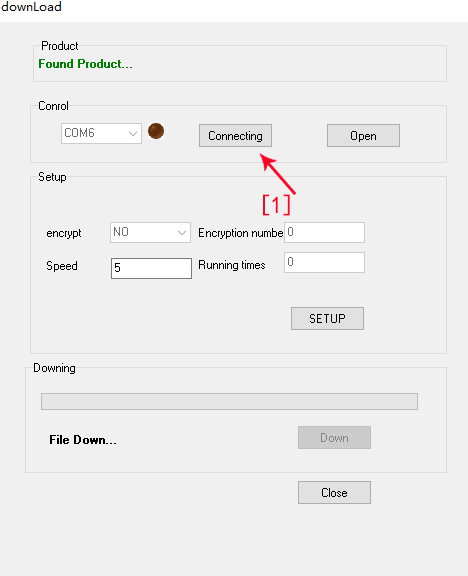 downLoad
Product
Found Product...
Conrol
COM6
Connecting
Open
[1]
Setup
encrypt
NO
Encryption numbe
0
Speed
5
Running times
0
SETUP
Downing
File Down...
Down
Close